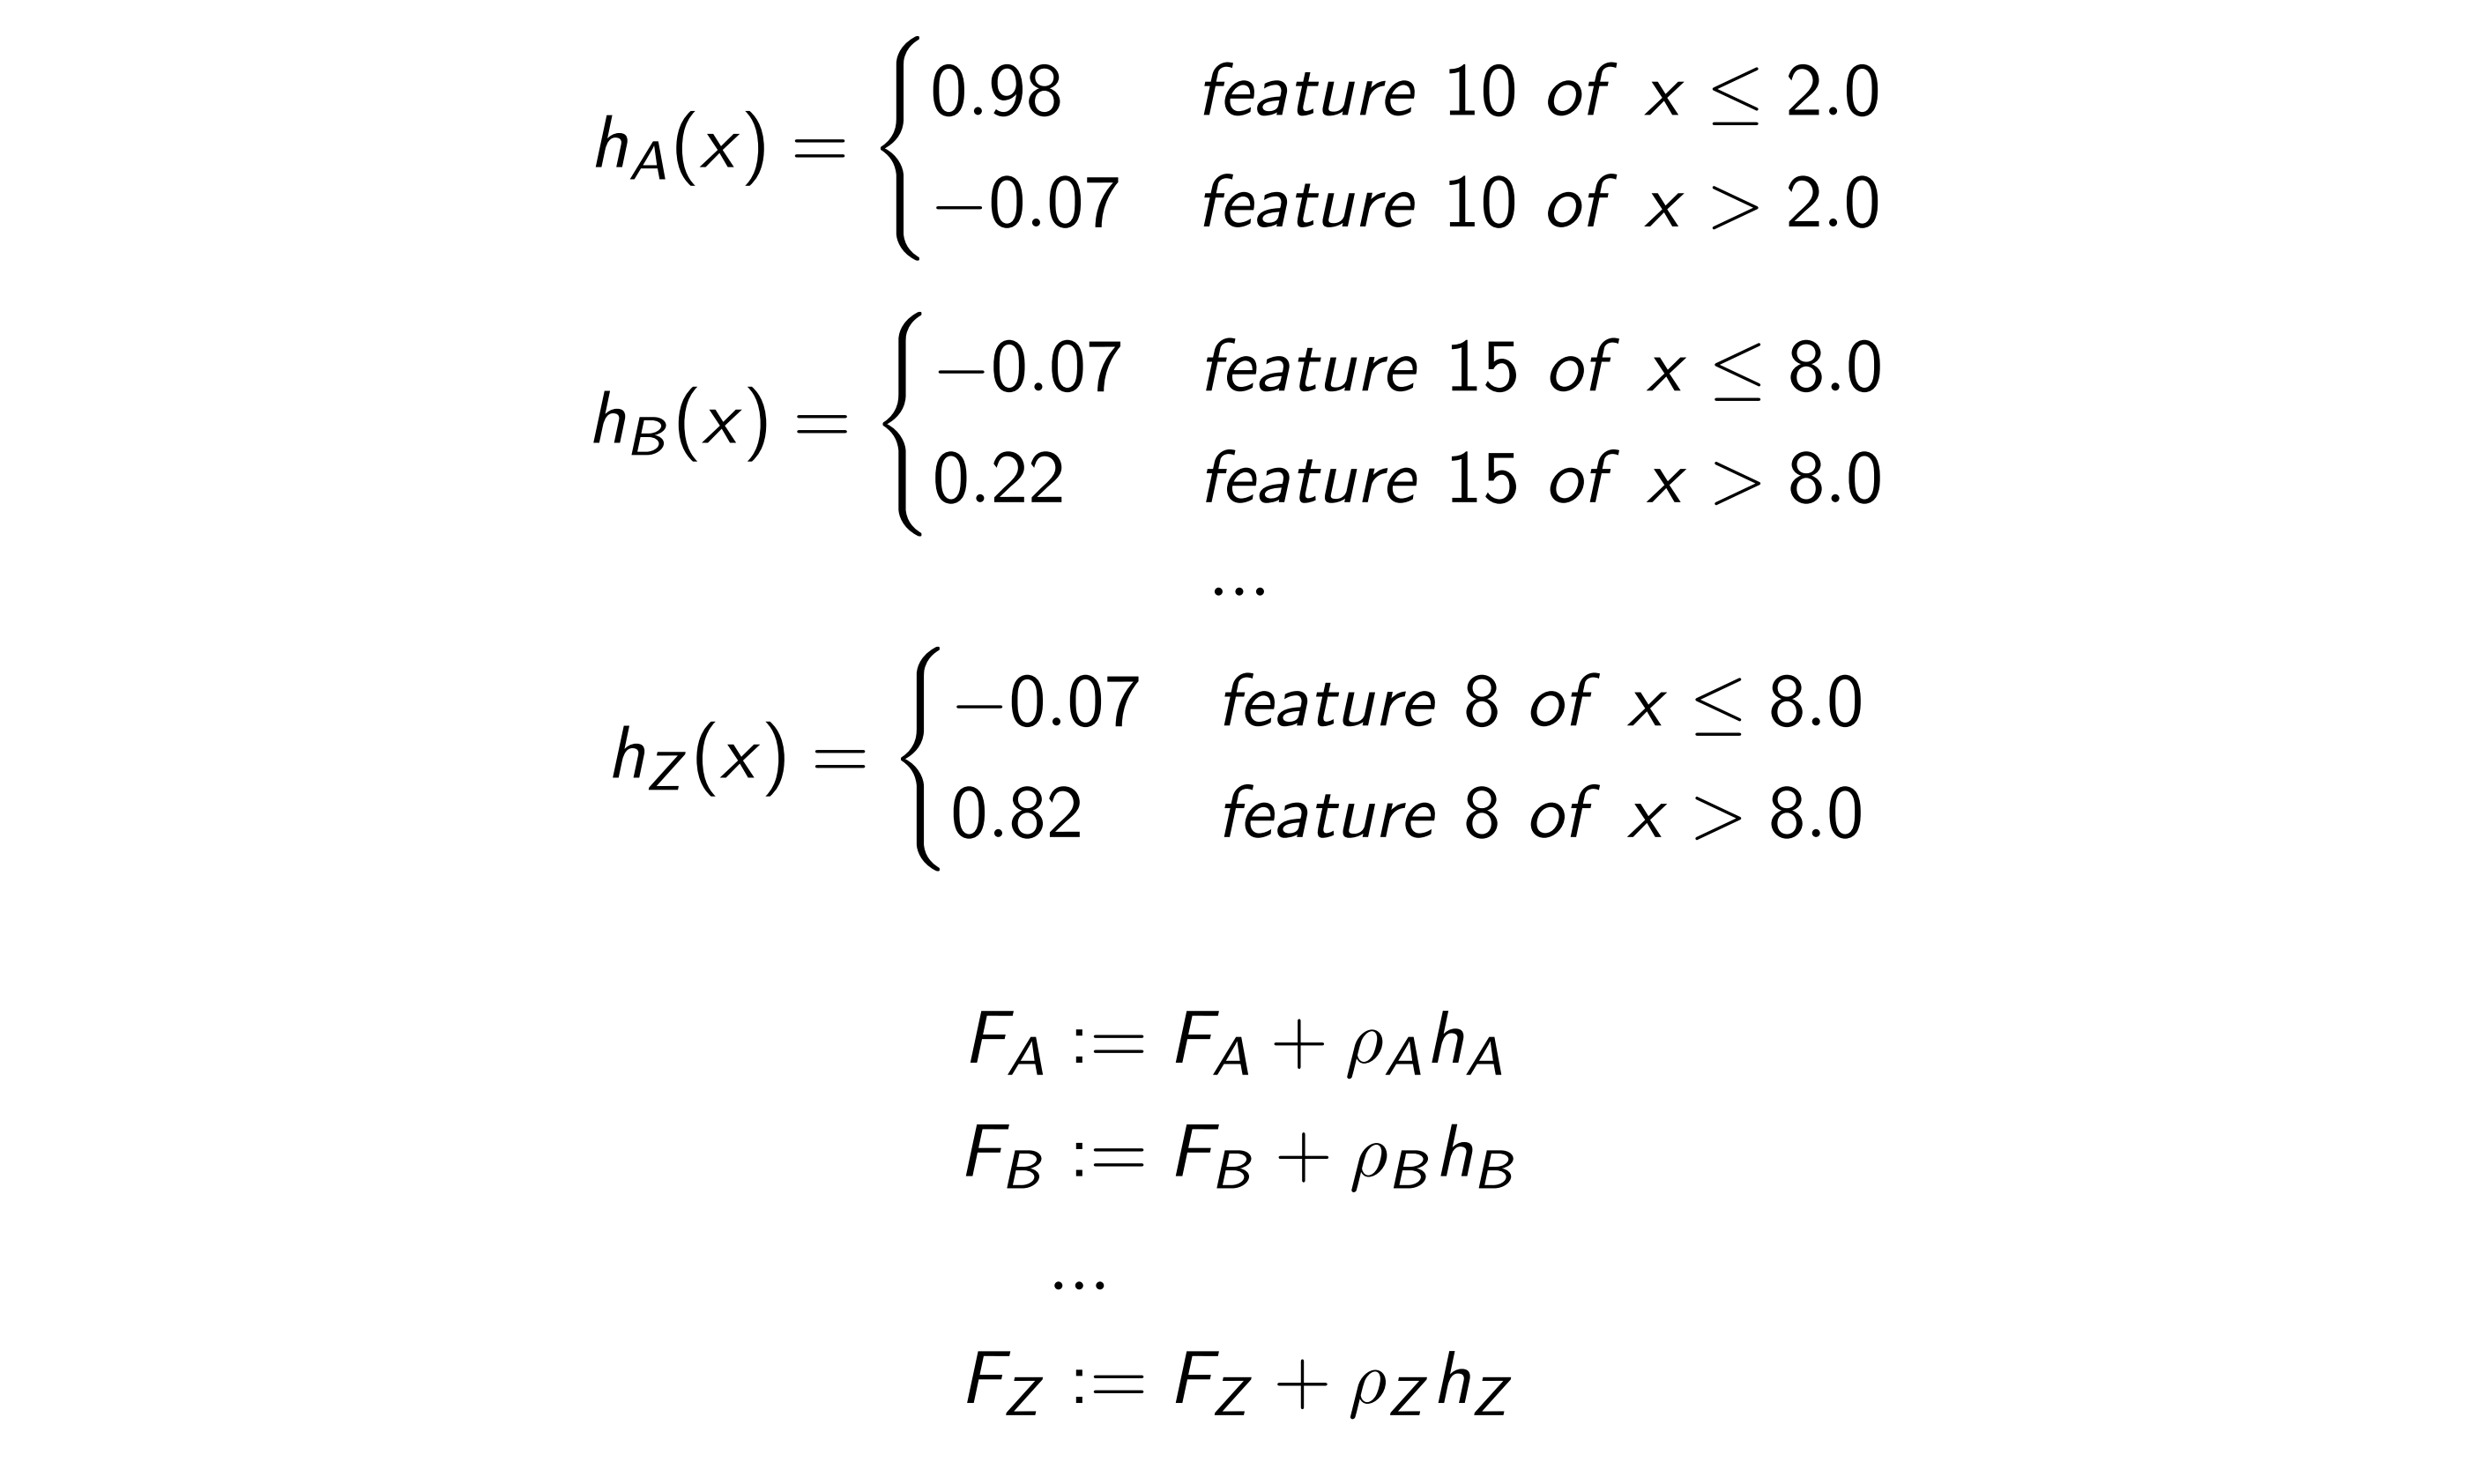 0.98 feature 10 of x ≤ 2.0
h_A(x) = {
−0.07 feature 10 of x > 2.0
−0.07 feature 15 of x ≤ 8.0
h_B(x) = {
0.22 feature 15 of x > 8.0
...
−0.07 feature 8 of x ≤ 8.0
h_Z(x) = {
0.82 feature 8 of x > 8.0
F_A := F_A + ρ_A h_A
F_B := F_B + ρ_B h_B
...
F_Z := F_Z + ρ_Z h_Z